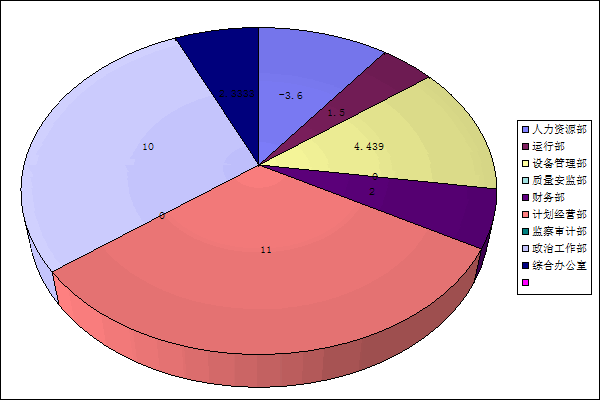 -3.6
1.5
4.439
0
2
10
0
11
人力资源部
运行部
设备管理部
质量安监部
财务部
计划经营部
监察审计部
政治工作部
综合办公室